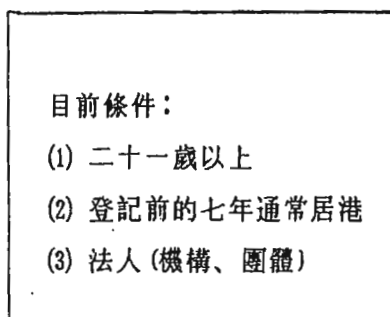 目前條件：
(1) 二十一歲以上
(2) 登記前的七年通常居港
(3) 法人(機構、團體)